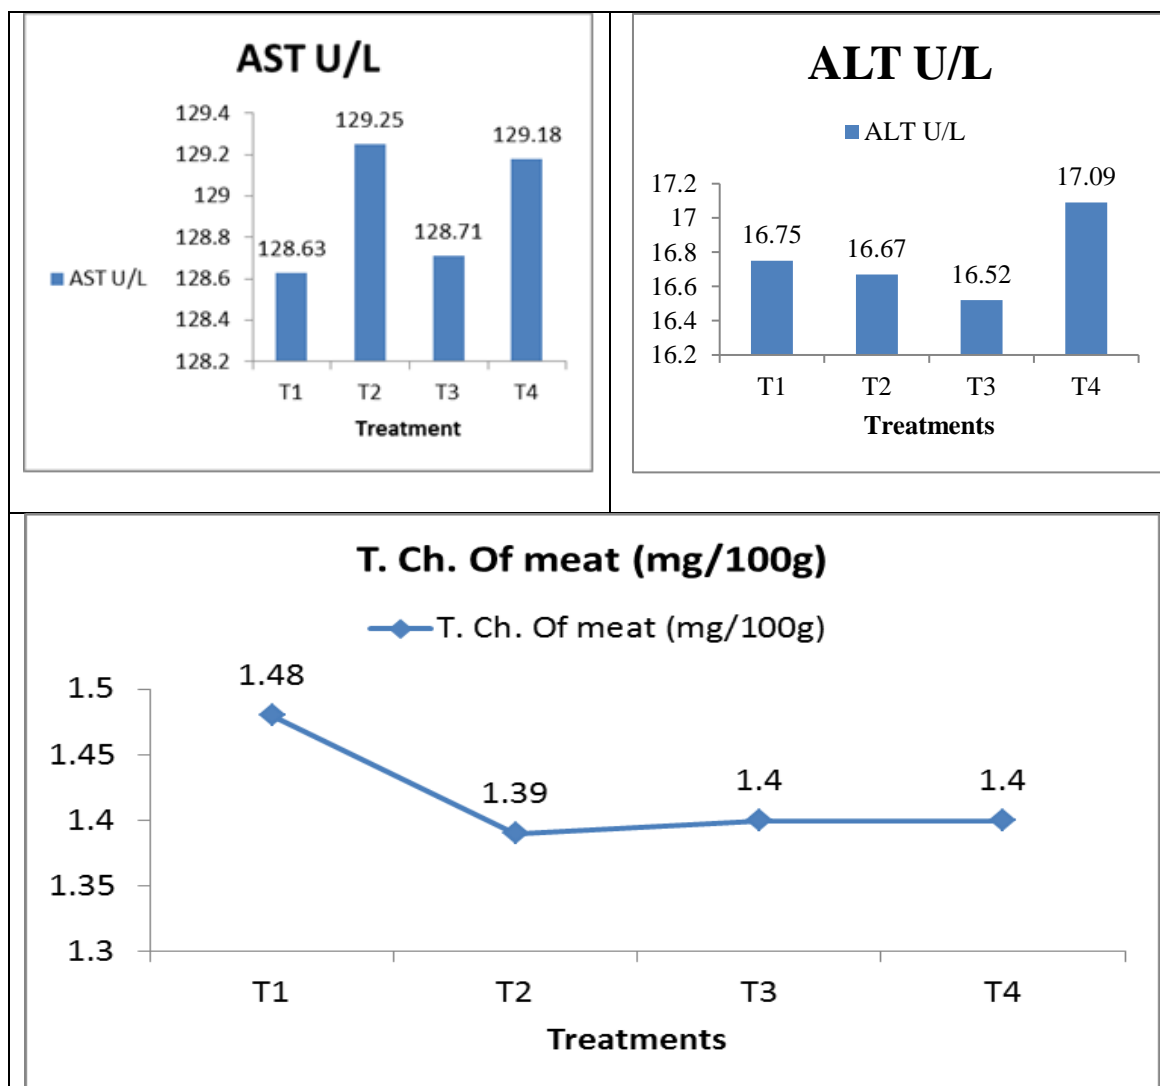 AST U/L
129.4
129.2
129
128.8
128.6
128.4
128.2
128.63
129.25
128.71
129.18
AST U/L
T1 T2 T3 T4
Treatment
ALT U/L
ALT U/L
17.2
17
16.8
16.6
16.4
16.2
16.75
16.67
16.52
17.09
T1 T2 T3 T4
Treatments
T. Ch. Of meat (mg/100g)
T. Ch. Of meat (mg/100g)
1.5
1.45
1.4
1.35
1.3
1.48
1.39
1.4
1.4
T1 T2 T3 T4
Treatments